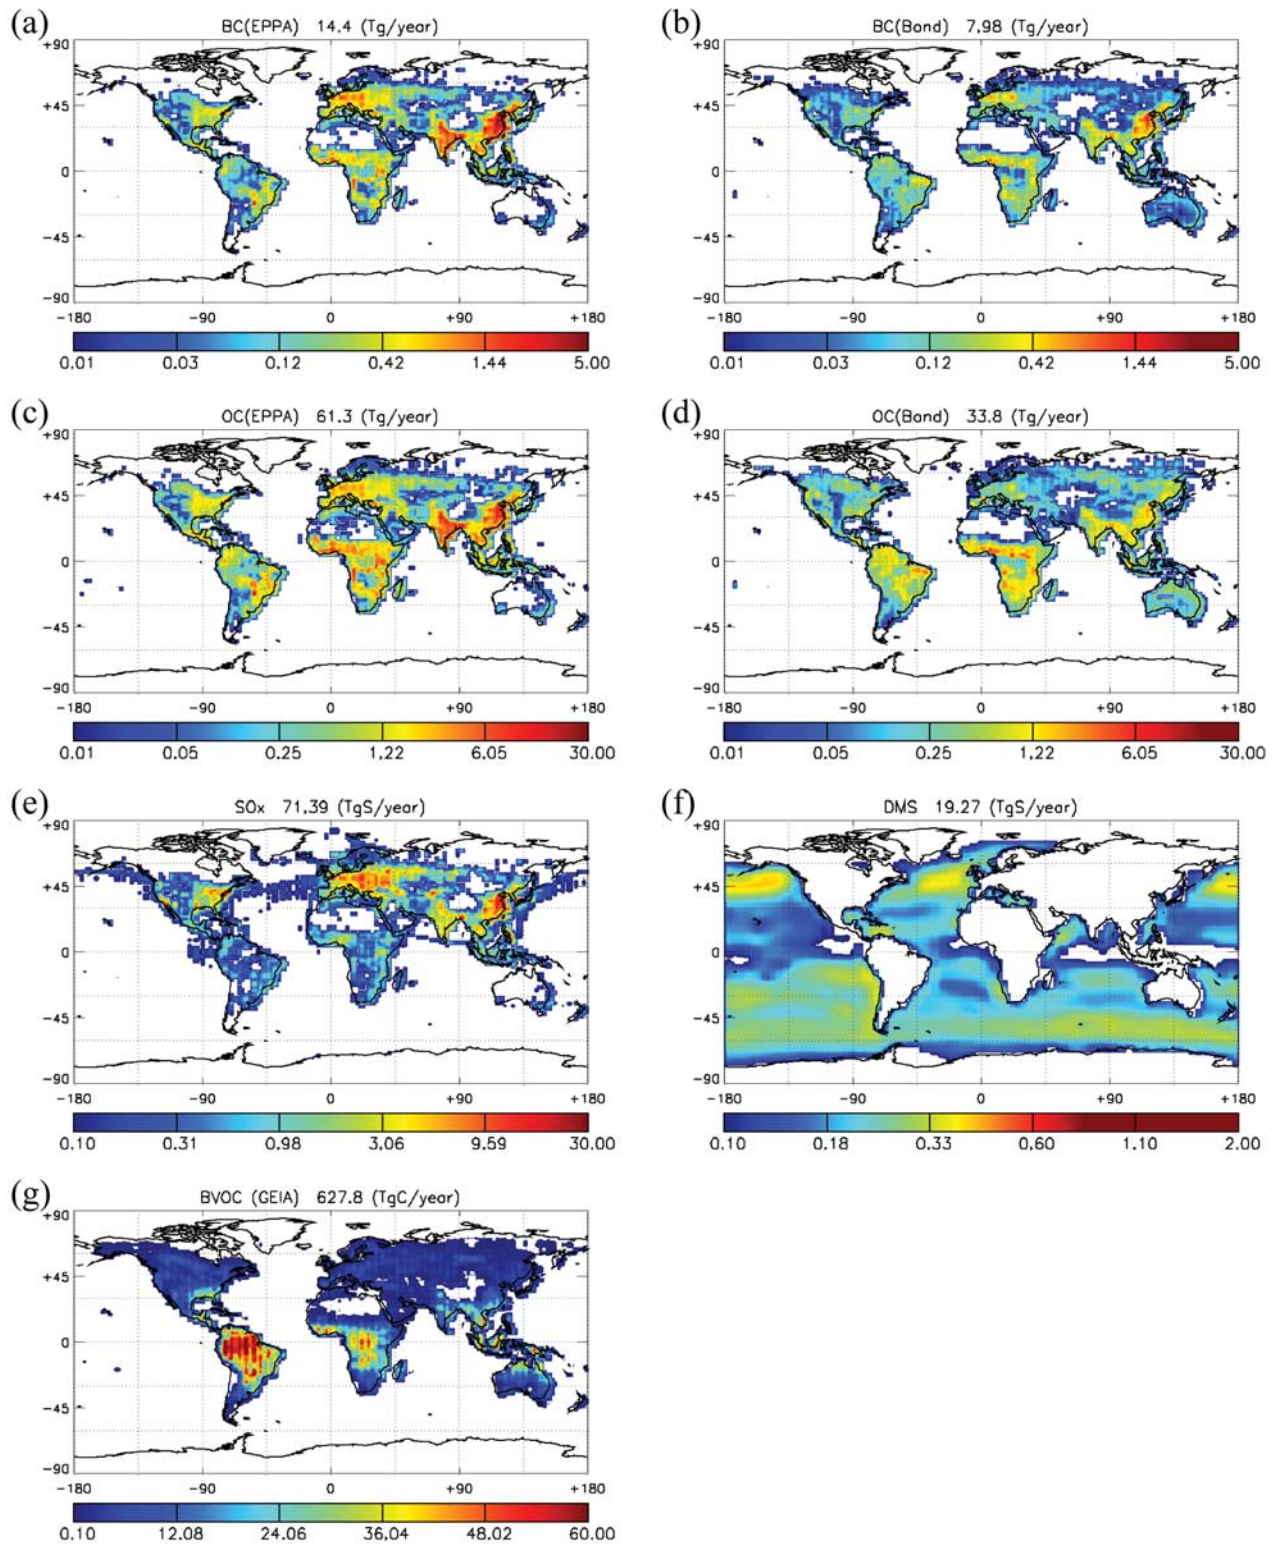 (a)
BC(EPPA) 14.4 (Tg/year)
+90
+45
0
-45
-90
-180 -90 0 +90 +180
0.01 0.03 0.12 0.42 1.44 5.00
(b)
BC(Bond) 7.98 (Tg/year)
+90
+45
0
-45
-90
-180 -90 0 +90 +180
0.01 0.03 0.12 0.42 1.44 5.00
(c)
OC(EPPA) 61.3 (Tg/year)
+90
+45
0
-45
-90
-180 -90 0 +90 +180
0.01 0.05 0.25 1.22 6.05 30.00
(d)
OC(Bond) 33.8 (Tg/year)
+90
+45
0
-45
-90
-180 -90 0 +90 +180
0.01 0.05 0.25 1.22 6.05 30.00
(e)
SOx 71.39 (TgS/year)
+90
+45
0
-45
-90
-180 -90 0 +90 +180
0.10 0.31 0.98 3.06 9.59 30.00
(f)
DMS 19.27 (TgS/year)
+90
+45
0
-45
-90
-180 -90 0 +90 +180
0.10 0.18 0.33 0.60 1.10 2.00
(g)
BVOC (GEIA) 627.8 (TgC/year)
+90
+45
0
-45
-90
-180 -90 0 +90 +180
0.10 12.08 24.06 36.04 48.02 60.00